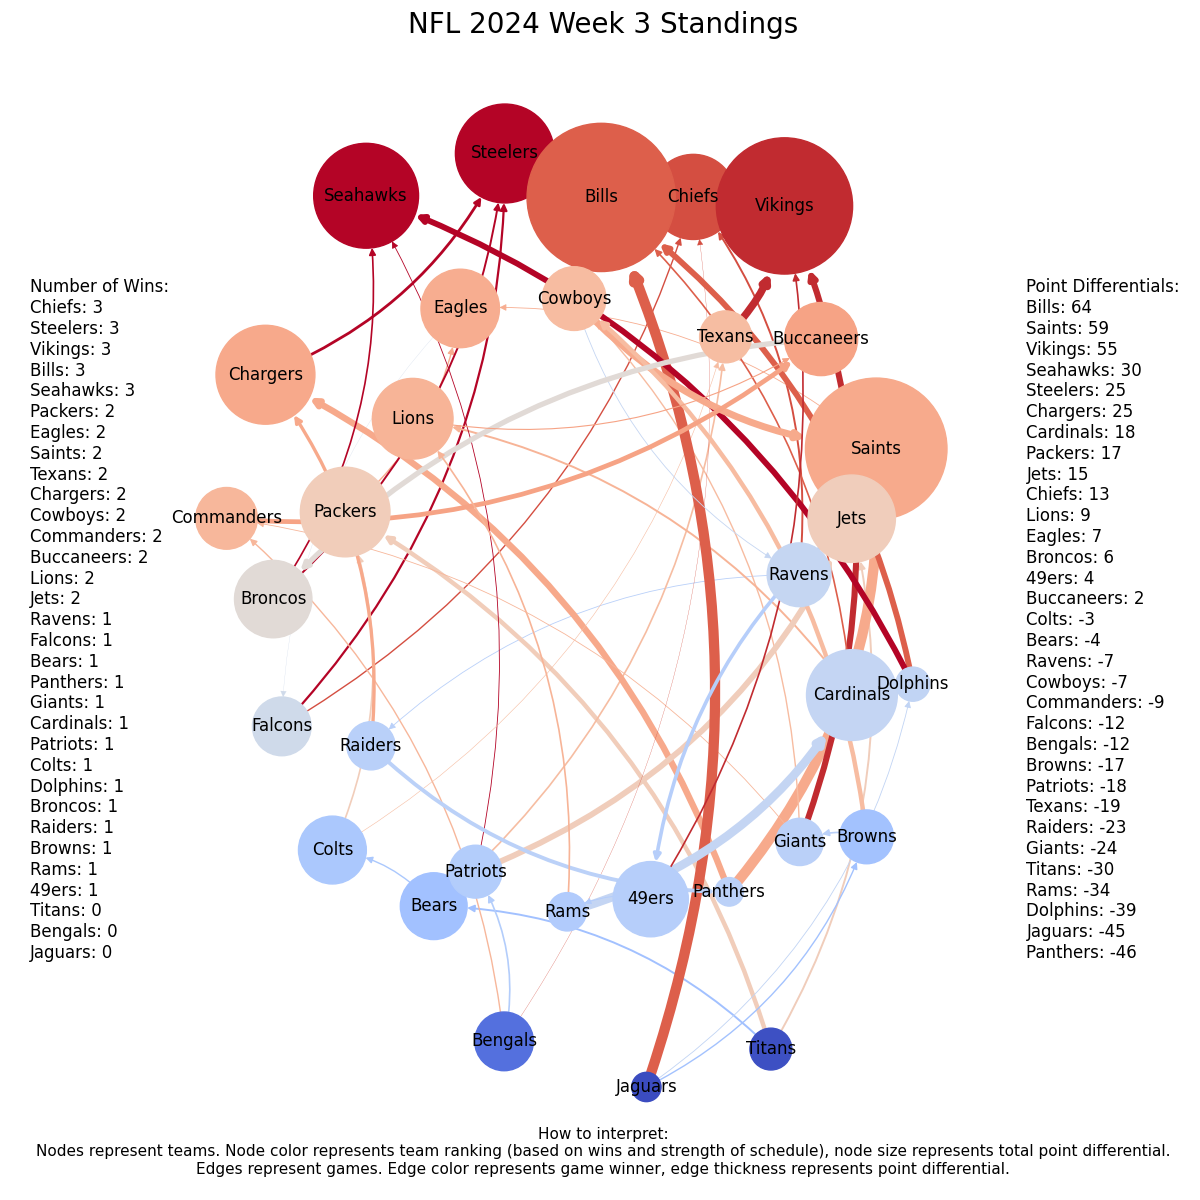 NFL 2024 Week 3 Standings
Steelers
Seahawks
Bills
Chiefs
Vikings
Number of Wins:
Chiefs: 3
Steelers: 3
Vikings: 3
Bills: 3
Seahawks: 3
Packers: 2
Eagles: 2
Saints: 2
Texans: 2
Chargers: 2
Cowboys: 2
Commanders: 2
Buccaneers: 2
Lions: 2
Jets: 2
Ravens: 1
Falcons: 1
Bears: 1
Panthers: 1
Giants: 1
Cardinals: 1
Patriots: 1
Colts: 1
Dolphins: 1
Broncos: 1
Raiders: 1
Browns: 1
Rams: 1
49ers: 1
Titans: 0
Bengals: 0
Jaguars: 0
Cowboys
Eagles
Texans
Buccaneers
Chargers
Lions
Saints
Packers
Commanders
Jets
Ravens
Broncos
Dolphins
Cardinals
Falcons
Raiders
Browns
Giants
Colts
Patriots
Panthers
49ers
Bears
Rams
Bengals
Titans
Jaguars
Point Differentials:
Bills: 64
Saints: 59
Vikings: 55
Seahawks: 30
Steelers: 25
Chargers: 25
Cardinals: 18
Packers: 17
Jets: 15
Chiefs: 13
Lions: 9
Eagles: 7
Broncos: 6
49ers: 4
Buccaneers: 2
Colts: -3
Bears: -4
Ravens: -7
Cowboys: -7
Commanders: -9
Falcons: -12
Bengals: -12
Browns: -17
Patriots: -18
Texans: -19
Raiders: -23
Giants: -24
Titans: -30
Rams: -34
Dolphins: -39
Jaguars: -45
Panthers: -46
How to interpret:
Nodes represent teams. Node color represents team ranking (based on wins and strength of schedule), node size represents total point differential.
Edges represent games. Edge color represents game winner, edge thickness represents point differential.